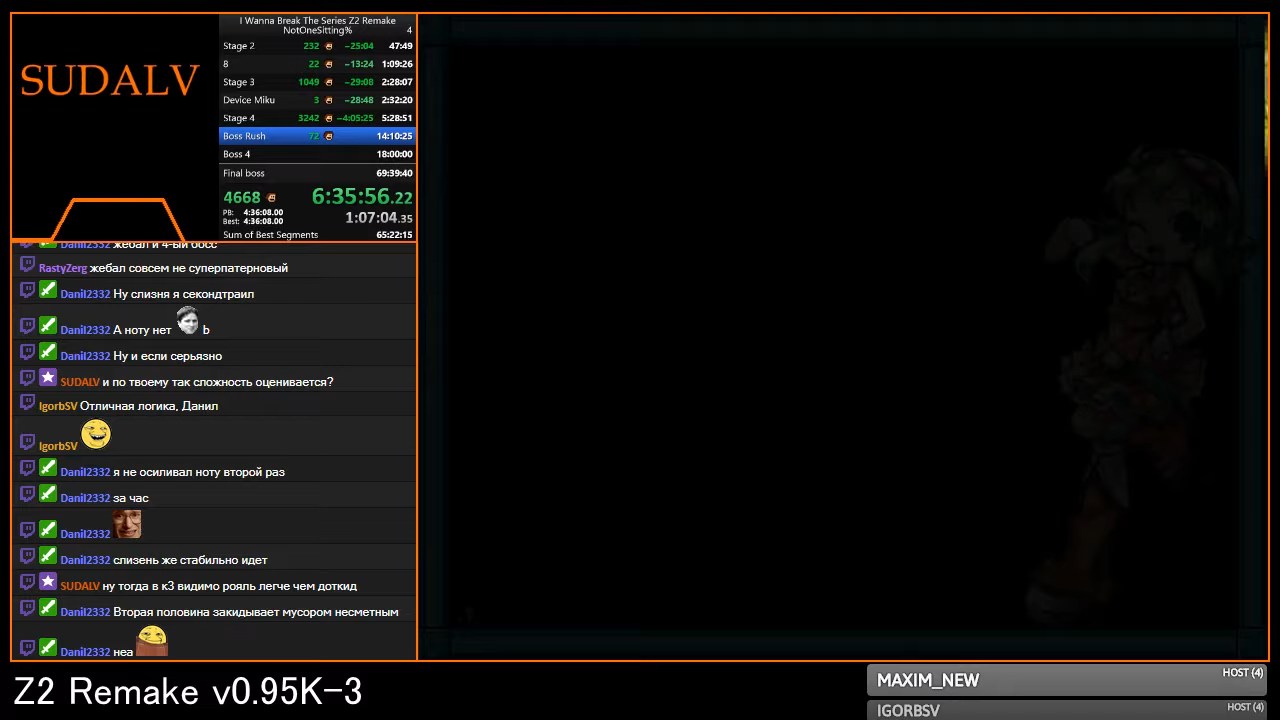 SUDALV
I Wanna Break The Series Z2 Remake
NotOneSitting% 4
Stage 2 232 -25:04 47:49
8 22 -13:24 1:09:26
Stage 3 1049 -29:08 2:28:07
Device Miku 3 -28:48 2:32:20
Stage 4 3242 -4:05:25 5:28:51
Boss Rush 72 14:10:25
Boss 4 18:00:00
Final boss 69:39:40
4668 6:35:56.22
PB: 4:36:08.00
Best: 4:36:08.00
1:07:04.35
Sum of Best Segments 65:22:15
Danil2332 жебал и 4-ый босс
RastyZerg жебал совсем не суперпатерновый
Danil2332 Ну слизня я секондтраил
Danil2332 А ноту нет b
Danil2332 Ну и если серьязно
SUDALV и по твоему так сложность оценивается?
IgorbSV Отличная логика, Данил
IgorbSV
Danil2332 я не осиливал ноту второй раз
Danil2332 за час
Danil2332
Danil2332 слизень же стабильно идет
SUDALV ну тогда в к3 видимо рояль легче чем доткид
Danil2332 Вторая половина закидывает мусором несметным
Danil2332 неа
Z2 Remake v0.95K-3
MAXIM_NEW HOST (4)
IGORBSV HOST (4)